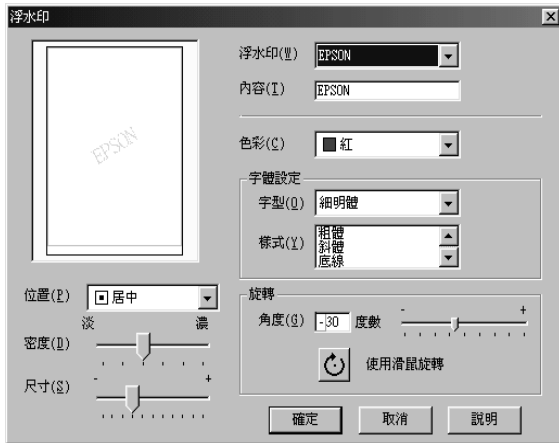 浮水印
EPSON
浮水印(W) EPSON
內容(I) EPSON
色彩(C) 紅
字體設定
字型(O) 細明體
樣式(Y) 粗體
斜體
底線
位置(P) 居中
淡 濃
密度(D)
- +
尺寸(S)
旋轉
角度(G) -30 度數 - +
使用滑鼠旋轉
確定 取消 說明